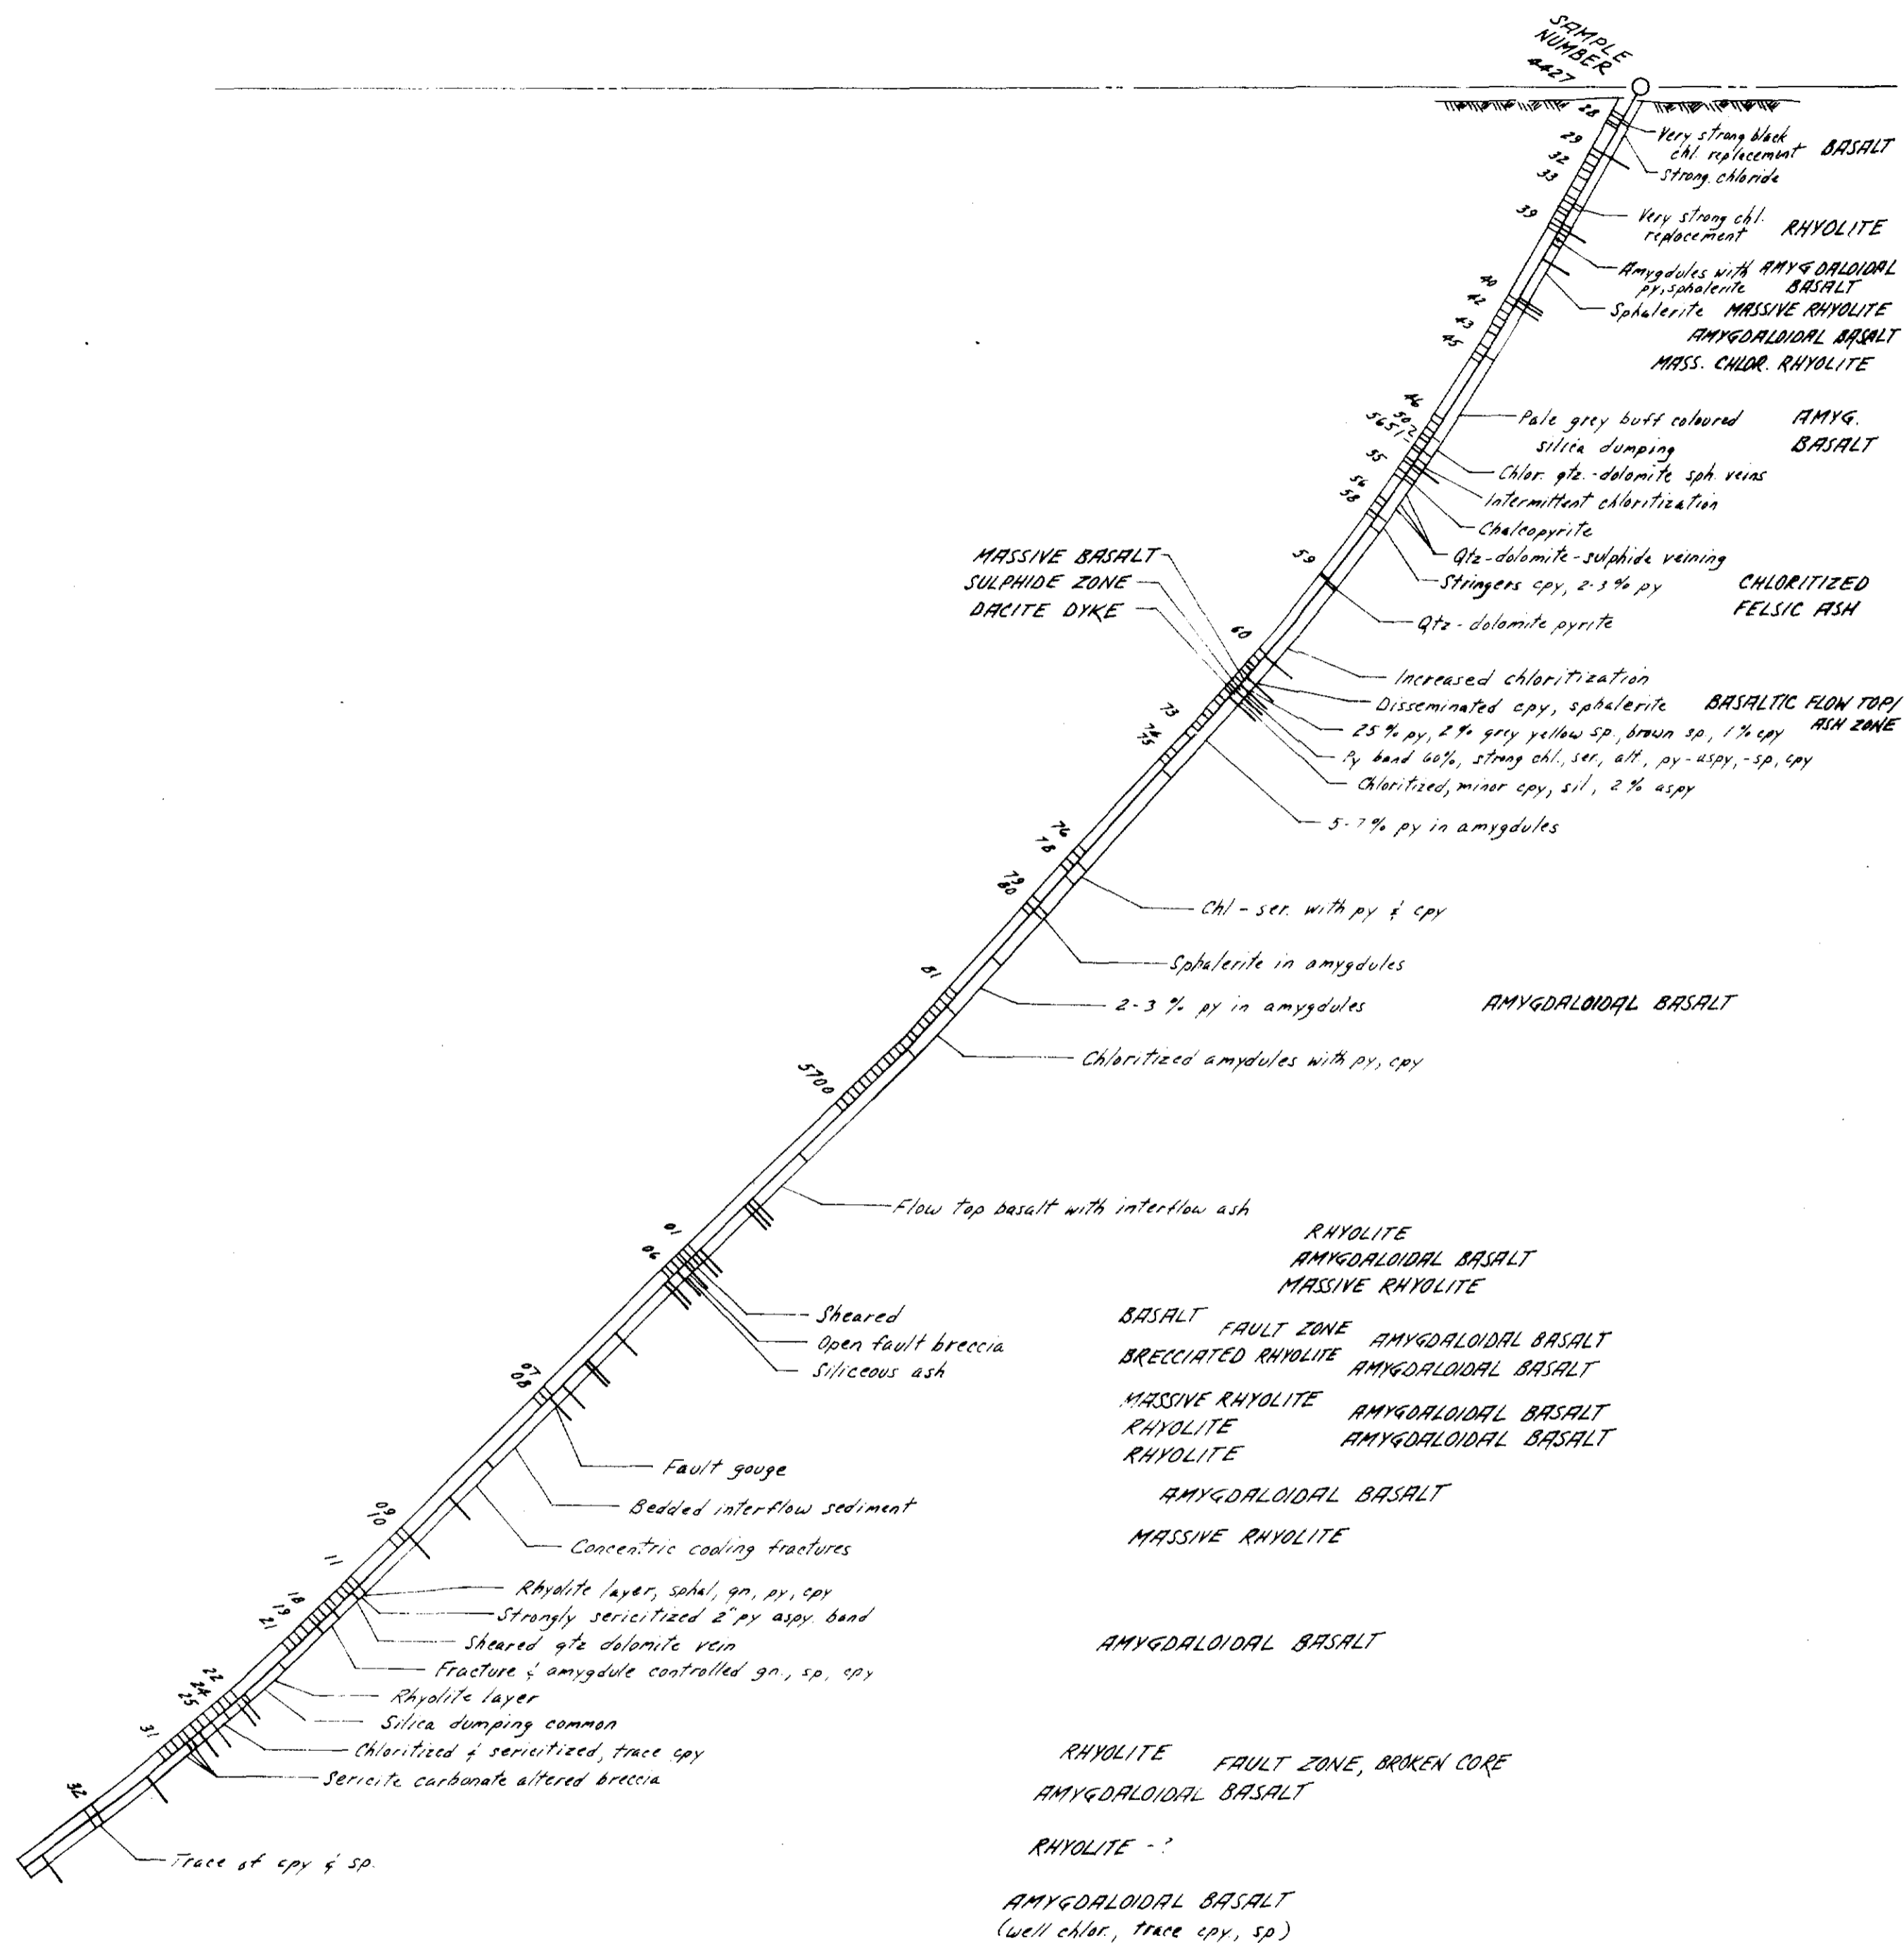 SAMPLE
NUMBER
4427
28
Very strong black
chl. replacement BASALT
29
32
Strong chloride
33
39
Very strong chl.
replacement RHYOLITE
Amygdules with AMYGDALOIDAL
py, sphalerite BASALT
40
42
Sphalerite MASSIVE RHYOLITE
43
AMYGDALOIDAL BASALT
45
MASS. CHLOR. RHYOLITE
46
Pale grey buff coloured AMYG.
silica dumping BASALT
55
Chlor. qtz.-dolomite sph. veins
56
58
Intermittent chloritization
Chalcopyrite
Qtz-dolomite-sulphide veining
59
Stringers cpy, 2-3% py CHLORITIZED
FELSIC ASH
MASSIVE BASALT
SULPHIDE ZONE
DACITE DYKE
Qtz-dolomite pyrite
60
Increased chloritization
Disseminated cpy, sphalerite BASALTIC FLOW TOP/
ASH ZONE
25% py, 2% grey yellow sp., brown sp., 1% cpy
Py band 60%, strong chl., ser., alt., py-aspy,-sp, cpy
73
74
75
Chloritized, minor cpy, sil, 2% aspy
5-7% py in amygdules
76
78
79
80
Chl-ser. with py & cpy
Sphalerite in amygdules
81
2-3% py in amygdules AMYGDALOIDAL BASALT
Chloritized amydules with py, cpy
5700
Flow top basalt with interflow ash
01
06
RHYOLITE
AMYGDALOIDAL BASALT
MASSIVE RHYOLITE
Sheared
Open fault breccia
Siliceous ash
BASALT
FAULT ZONE
AMYGDALOIDAL BASALT
BRECCIATED RHYOLITE
AMYGDALOIDAL BASALT
07
08
MASSIVE RHYOLITE
AMYGDALOIDAL BASALT
RHYOLITE
AMYGDALOIDAL BASALT
RHYOLITE
Fault gouge
Bedded interflow sediment
AMYGDALOIDAL BASALT
09
10
Concentric cooling fractures
MASSIVE RHYOLITE
11
Rhyolite layer, sphal, gn, py, cpy
18
19
21
Strongly sericitized 2" py aspy. band
Sheared qtz dolomite vein
AMYGDALOIDAL BASALT
Fracture & amygdule controlled gn., sp, cpy
22
24
25
Rhyolite layer
Silica dumping common
31
Chloritized & sericitized, trace cpy
Sericite carbonate altered breccia
RHYOLITE
FAULT ZONE, BROKEN CORE
AMYGDALOIDAL BASALT
32
RHYOLITE -?
Trace of cpy & sp.
AMYGDALOIDAL BASALT
(well chlor., trace cpy., sp)